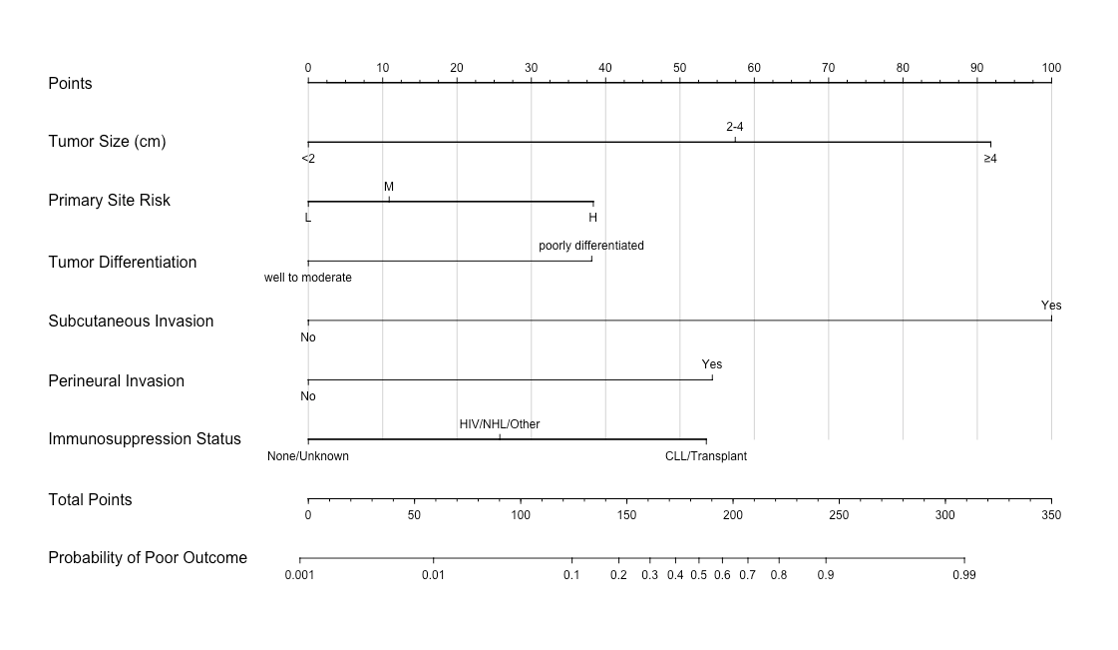 0 10 20 30 40 50 60 70 80 90 100
Points
2-4
Tumor Size (cm)
<2 ≥4
M
Primary Site Risk
L H
poorly differentiated
Tumor Differentiation
well to moderate
Yes
Subcutaneous Invasion
No
Yes
Perineural Invasion
No
HIV/NHL/Other
Immunosuppression Status
None/Unknown CLL/Transplant
Total Points
0 50 100 150 200 250 300 350
Probability of Poor Outcome
0.001 0.01 0.1 0.2 0.3 0.4 0.5 0.6 0.7 0.8 0.9 0.99